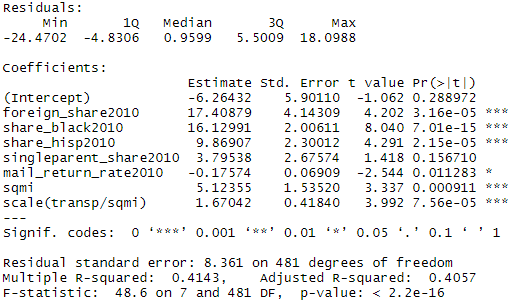 Residuals:
     Min       1Q   Median       3Q      Max
-24.4702  -4.8306   0.9599   5.5009  18.0988
Coefficients:
                       Estimate Std. Error t value Pr(>|t|)
(Intercept)            -6.26432    5.90110  -1.062 0.288972
foreign_share2010      17.40879    4.14309   4.202 3.16e-05 ***
share_black2010        16.12991    2.00611   8.040 7.01e-15 ***
share_hisp2010          9.86907    2.30012   4.291 2.15e-05 ***
singleparent_share2010  3.79538    2.67574   1.418 0.156710
mail_return_rate2010   -0.17574    0.06909  -2.544 0.011283 *
sqmi                    5.12355    1.53520   3.337 0.000911 ***
scale(transp/sqmi)      1.67042    0.41840   3.992 7.56e-05 ***
---
Signif. codes:  0 ‘***’ 0.001 ‘**’ 0.01 ‘*’ 0.05 ‘.’ 0.1 ‘ ’ 1
Residual standard error: 8.361 on 481 degrees of freedom
Multiple R-squared:  0.4143,    Adjusted R-squared:  0.4057
F-statistic:  48.6 on 7 and 481 DF,  p-value: < 2.2e-16